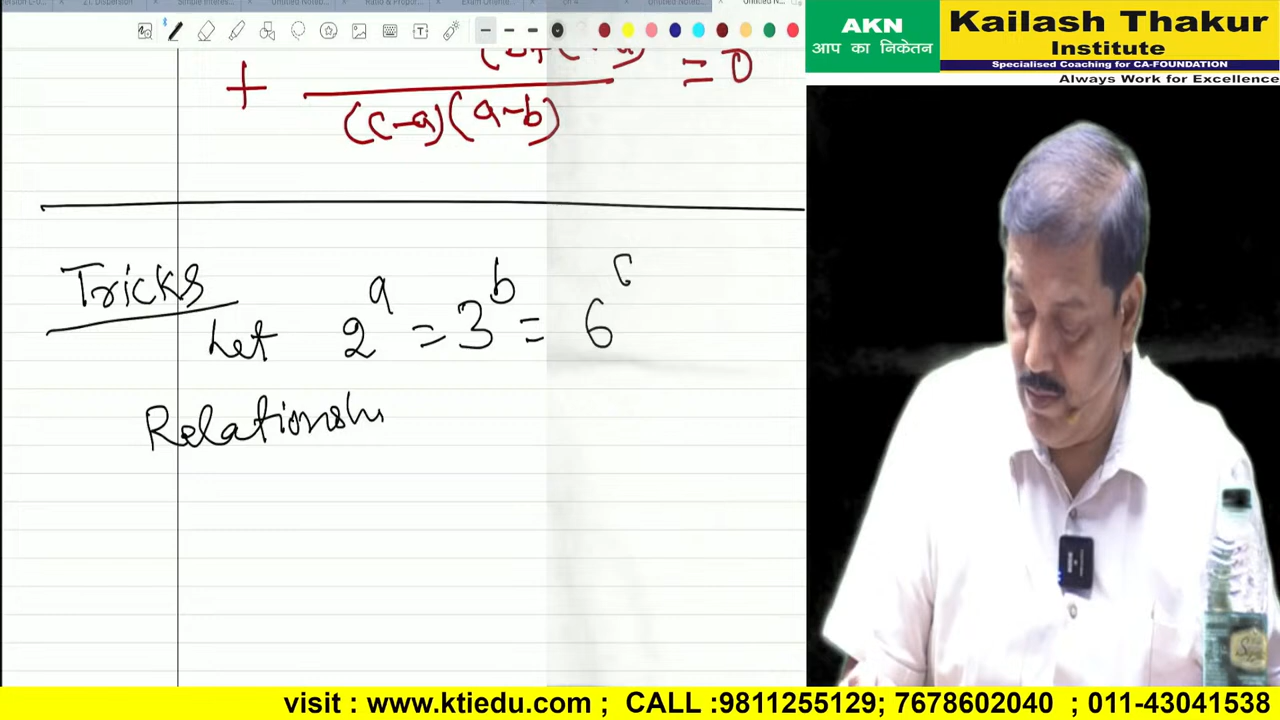 AKN
आप का निकेतन
Kailash Thakur
Institute
Specialised Coaching for CA-FOUNDATION
Always Work for Excellence
+
= 0
(c-a)(a-b)
Tricks
Let 2^a = 3^b = 6^c
Relationshi
visit : www.ktiedu.com ; CALL :9811255129; 7678602040 ; 011-43041538